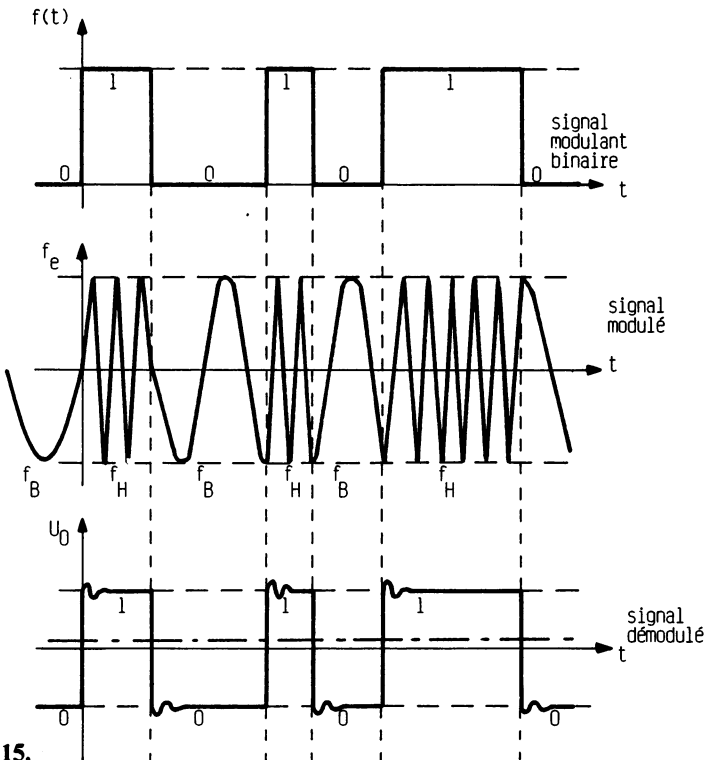 f(t)
1
1
1
signal
modulant
binaire
0
0
0
0
t
f_e
signal
modulé
t
f_B
f_H
f_B
f_H
f_B
f_H
U_0
1
1
1
signal
démodulé
t
0
0
0
0
15.